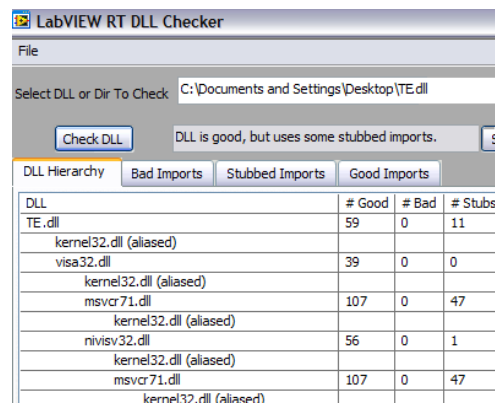 LabVIEW RT DLL Checker
File
Select DLL or Dir To Check C:\Documents and Settings\Desktop\TE.dll
Check DLL DLL is good, but uses some stubbed imports. S
DLL Hierarchy Bad Imports Stubbed Imports Good Imports
DLL # Good # Bad # Stubs
TE.dll 59 0 11
kernel32.dll (aliased)
visa32.dll 39 0 0
kernel32.dll (aliased)
msvcr71.dll 107 0 47
kernel32.dll (aliased)
nivisv32.dll 56 0 1
kernel32.dll (aliased)
msvcr71.dll 107 0 47
kernel32.dll (aliased)